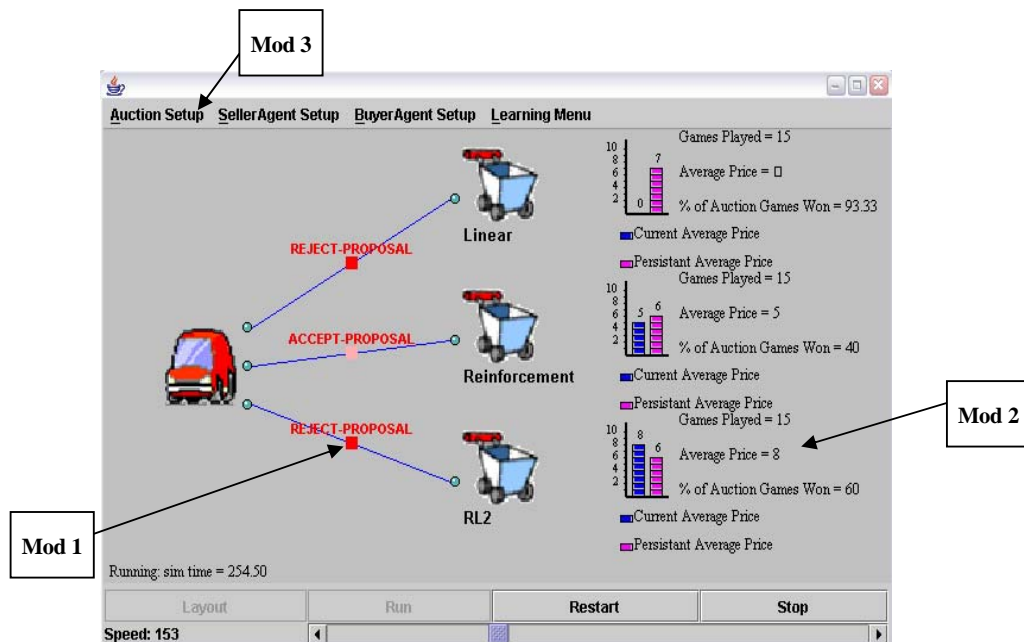 Mod 3
Auction Setup SellerAgent Setup BuyerAgent Setup Learning Menu
Games Played = 15
10
8
6
4
2
0
7
Average Price = 
% of Auction Games Won = 93.33
Current Average Price
Persistant Average Price
Linear
REJECT-PROPOSAL
Games Played = 15
10
8
6
4
2
5
6
Average Price = 5
% of Auction Games Won = 40
Current Average Price
Persistant Average Price
ACCEPT-PROPOSAL
Reinforcement
Games Played = 15
10
8
6
4
2
8
6
Average Price = 8
% of Auction Games Won = 60
Current Average Price
Persistant Average Price
REJECT-PROPOSAL
RL2
Mod 2
Mod 1
Running: sim time = 254.50
Layout Run Restart Stop
Speed: 153